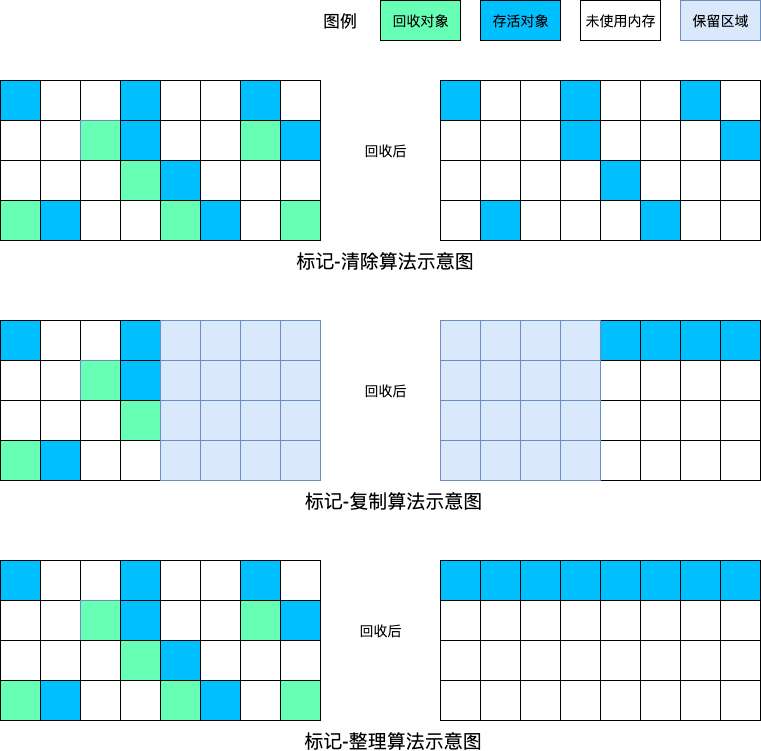 图例 回收对象 存活对象 未使用内存 保留区域
回收后
标记-清除算法示意图
回收后
标记-复制算法示意图
回收后
标记-整理算法示意图